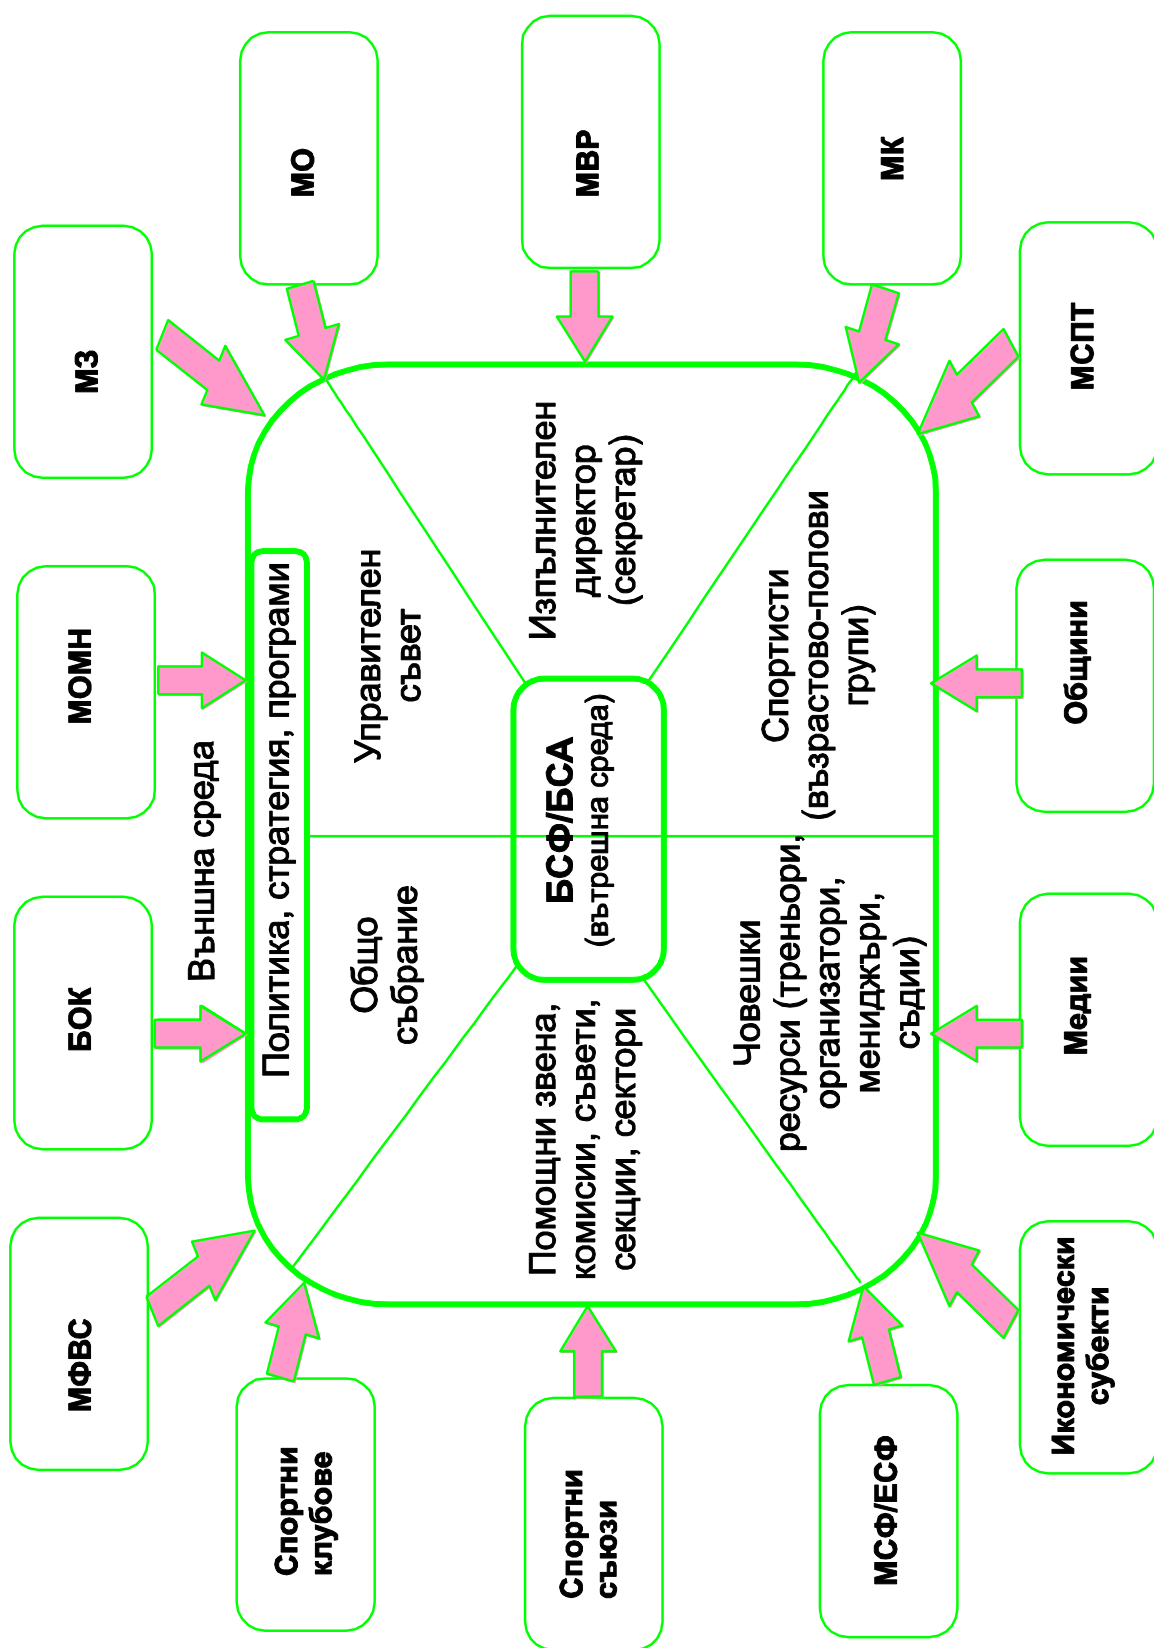 МФВС
БОК
МОМН
МЗ
Външна среда
Политика, стратегия, програми
Спортни
клубове
МО
Общо
събрание
Управителен
съвет
Спортни
съюзи
Помощни звена,
комисии, съвети,
секции, сектори
БСФ/БСА
(вътрешна среда)
Изпълнителен
директор
(секретар)
МВР
Човешки
ресурси (треньори,
организатори,
мениджъри,
съдии)
Спортисти
(възрастово-полови
групи)
МСФ/ЕСФ
МК
Икономически
субекти
Медии
Общини
МСПТ